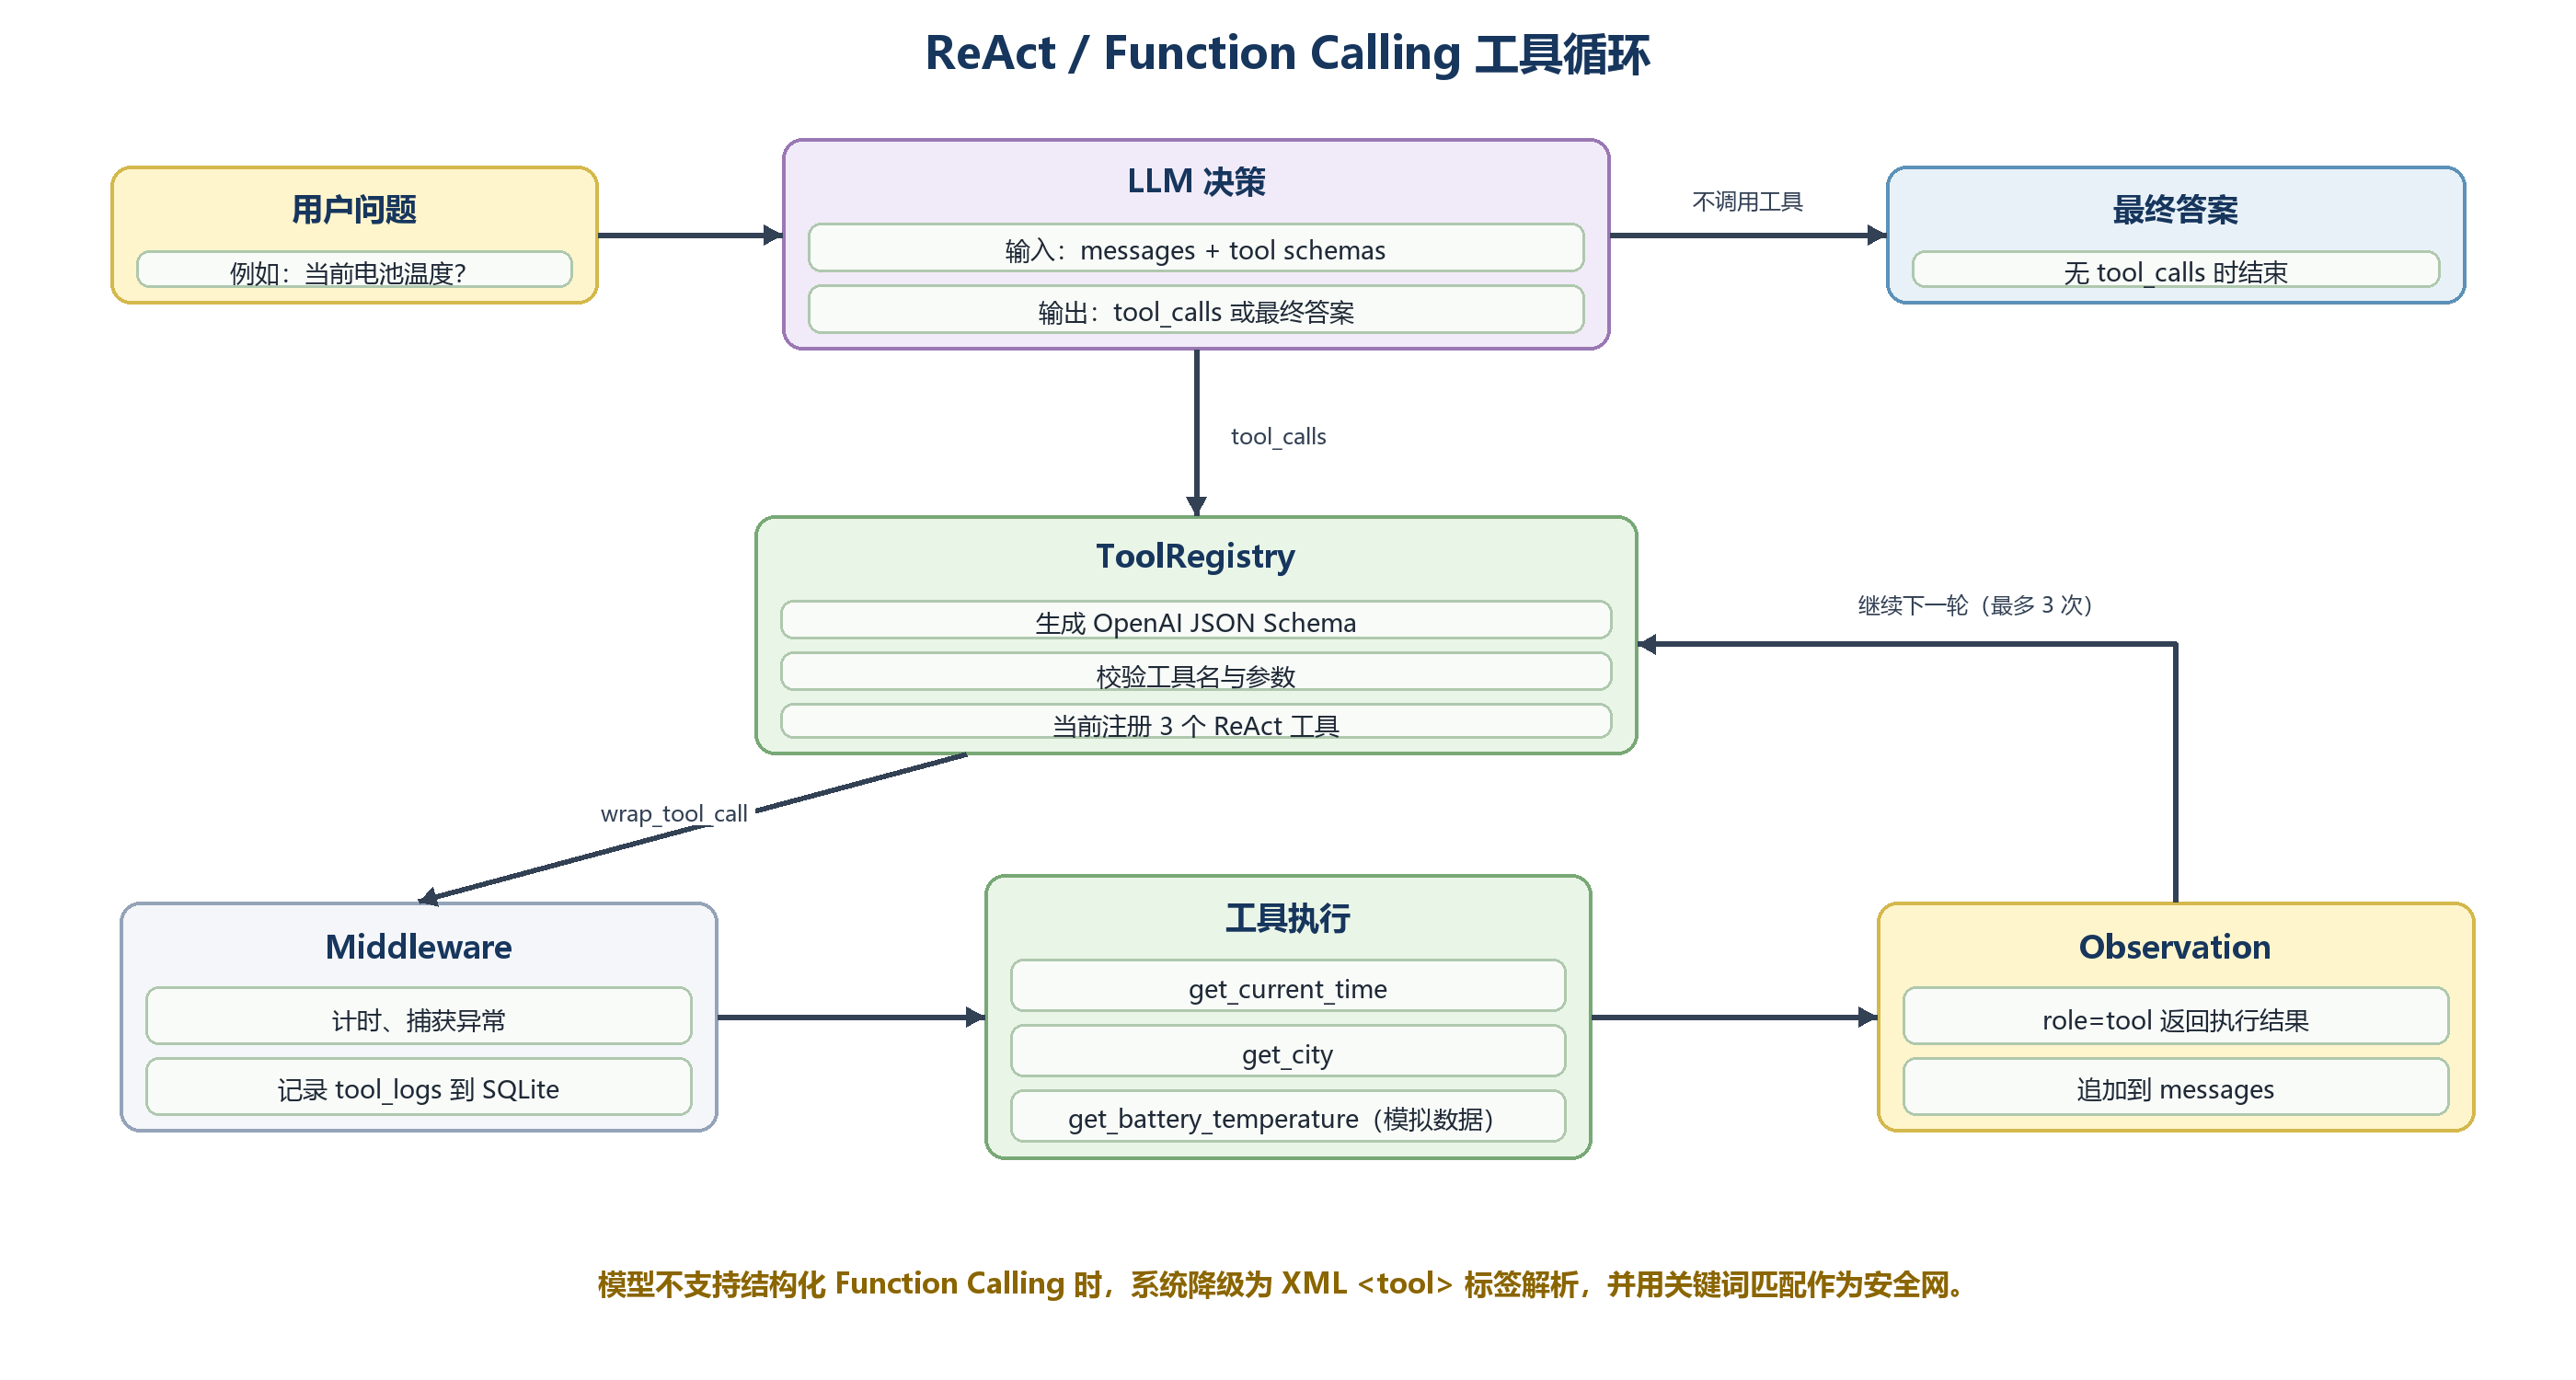 ReAct / Function Calling 工具循环
用户问题
例如：当前电池温度？
LLM 决策
输入：messages + tool schemas
输出：tool_calls 或最终答案
不调用工具
最终答案
无 tool_calls 时结束
tool_calls
ToolRegistry
生成 OpenAI JSON Schema
校验工具名与参数
当前注册 3 个 ReAct 工具
继续下一轮（最多 3 次）
wrap_tool_call
Middleware
计时、捕获异常
记录 tool_logs 到 SQLite
工具执行
get_current_time
get_city
get_battery_temperature（模拟数据）
Observation
role=tool 返回执行结果
追加到 messages
模型不支持结构化 Function Calling 时，系统降级为 XML <tool> 标签解析，并用关键词匹配作为安全网。